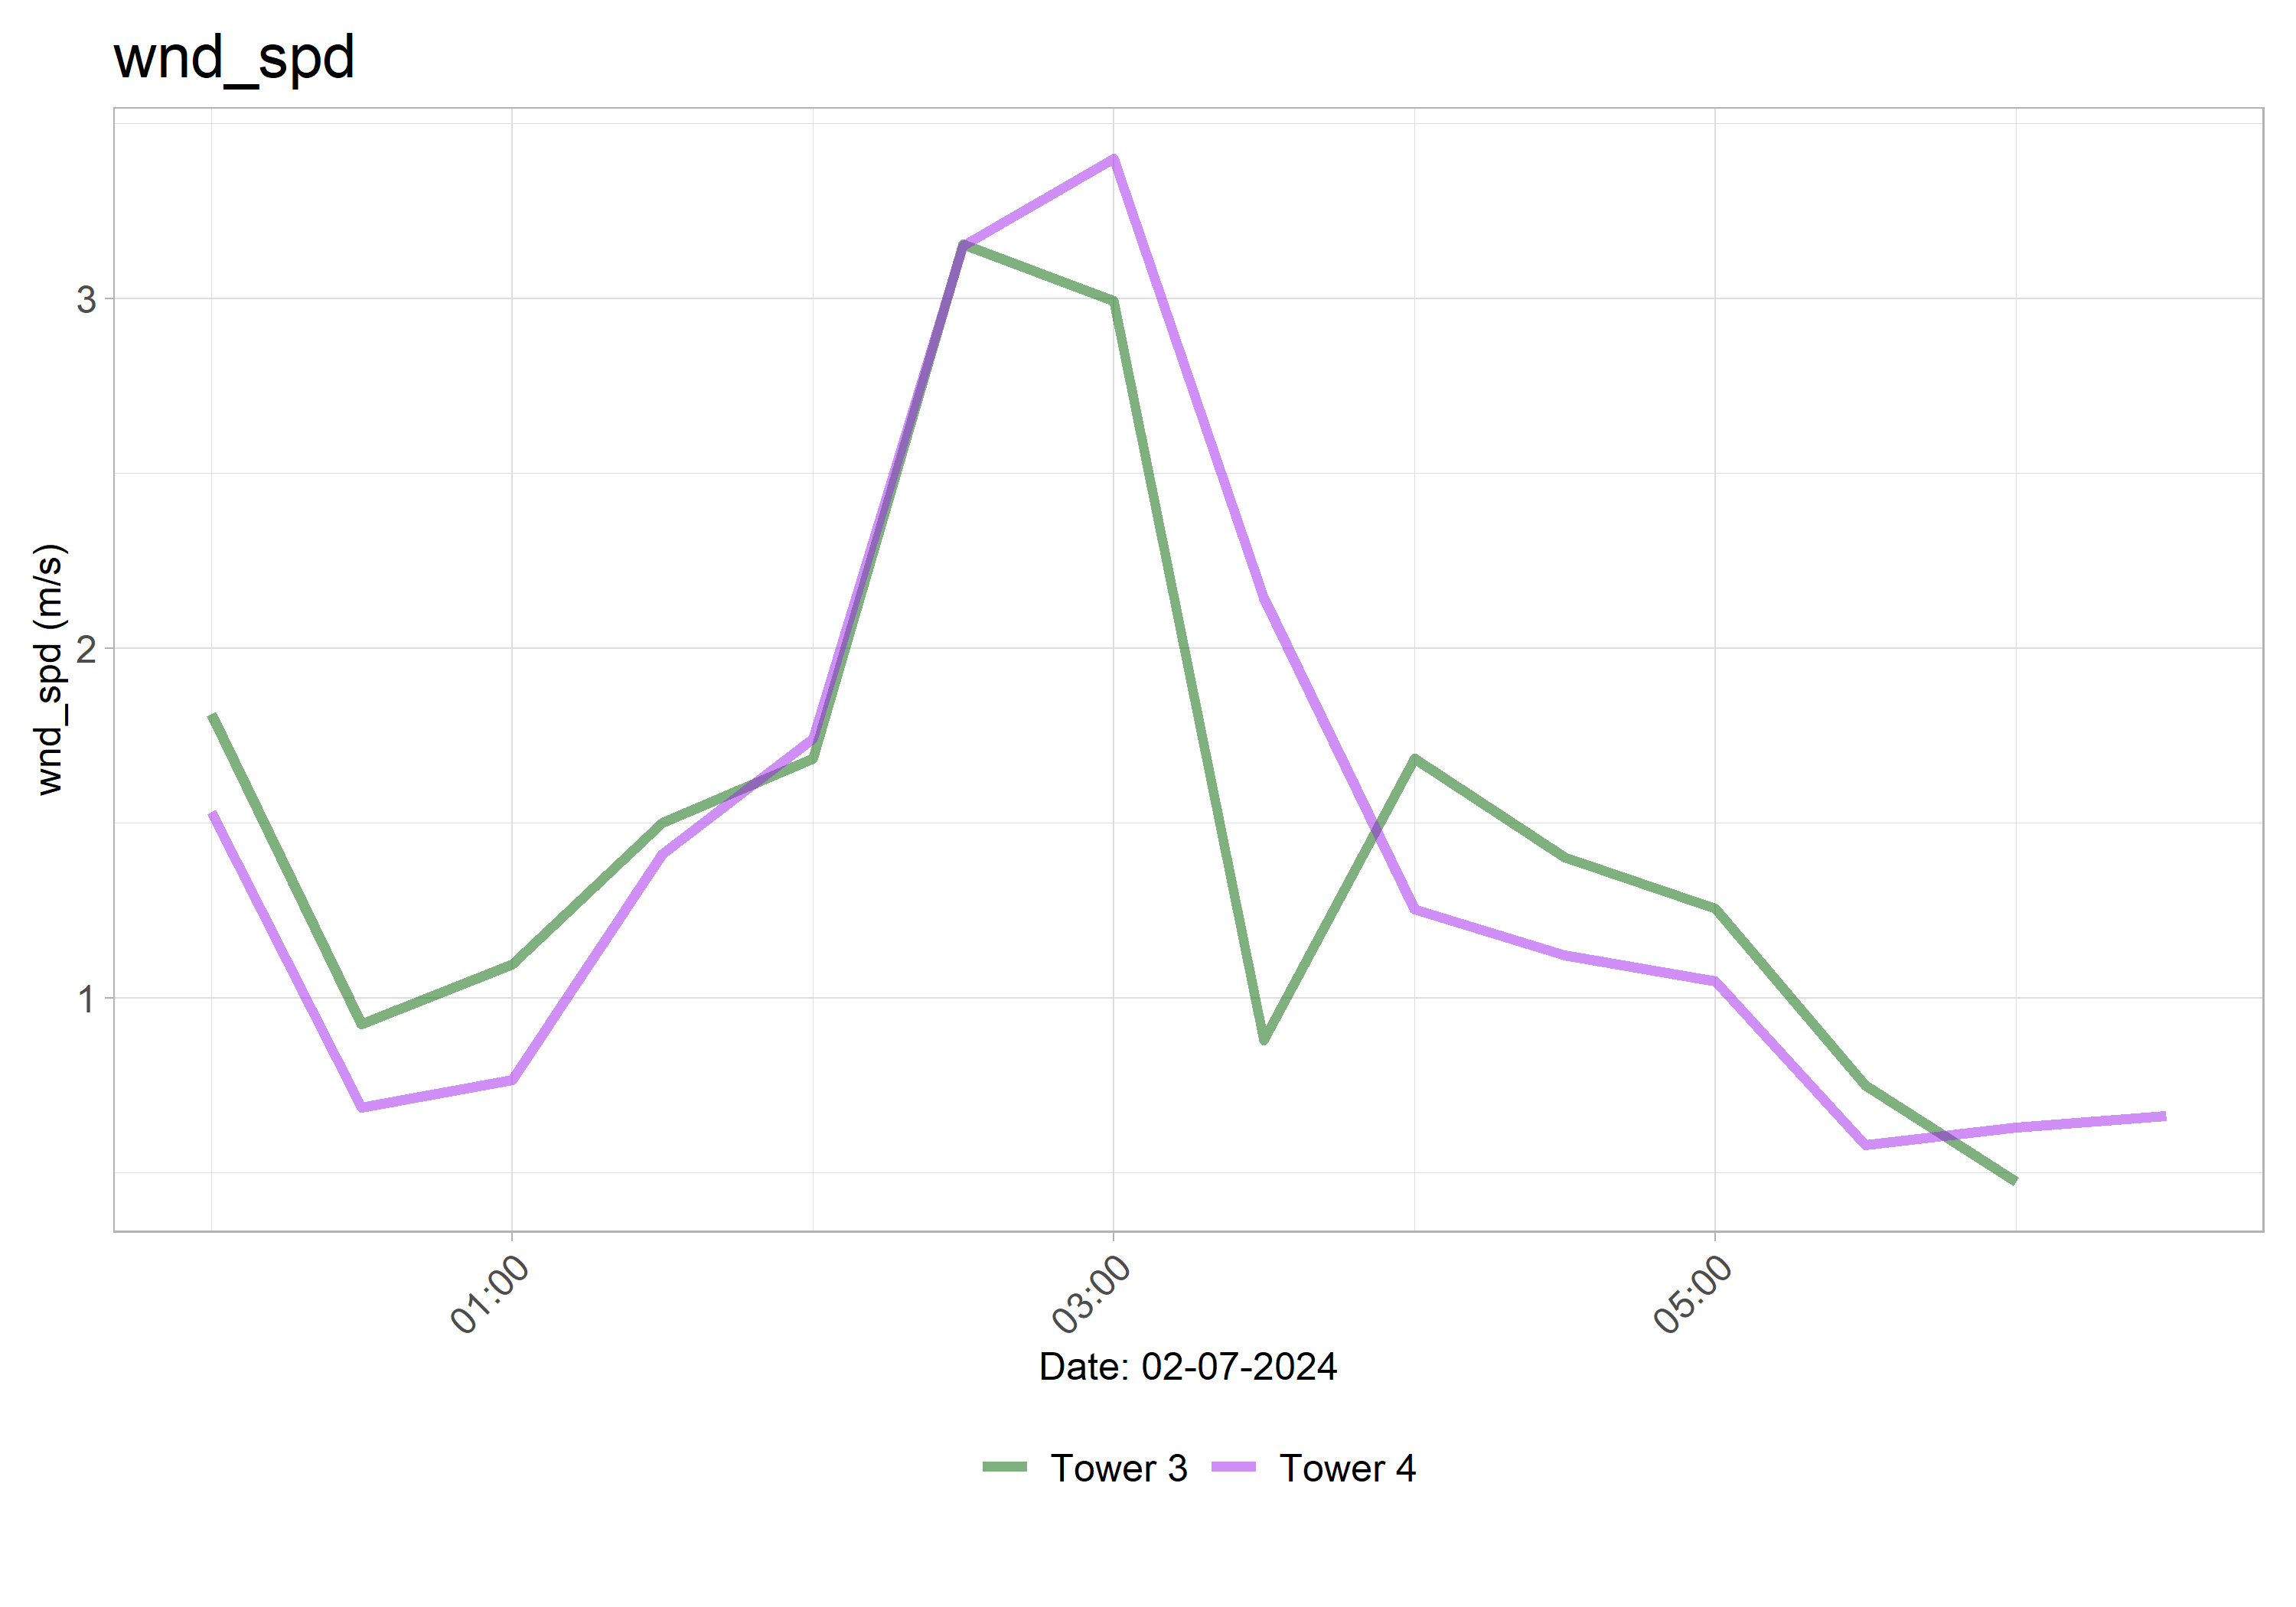 wnd_spd
wnd_spd (m/s)
3
2
1
01:00
03:00
05:00
Date: 02-07-2024
Tower 3
Tower 4